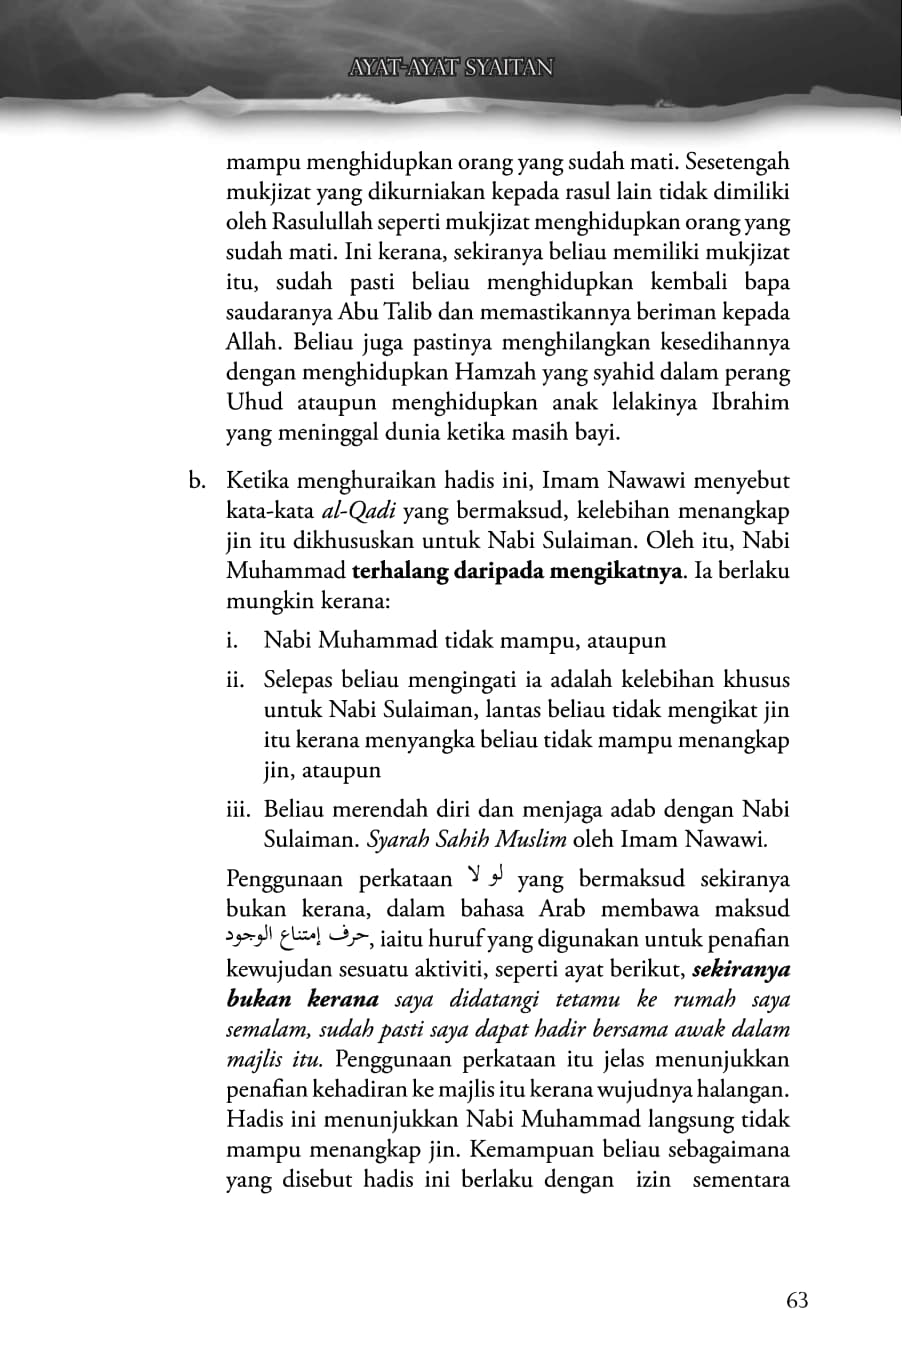 AYAT-AYAT SYAITAN
mampu menghidupkan orang yang sudah mati. Sesetengah
mukjizat yang dikurniakan kepada rasul lain tidak dimiliki
oleh Rasulullah seperti mukjizat menghidupkan orang yang
sudah mati. Ini kerana, sekiranya beliau memiliki mukjizat
itu, sudah pasti beliau menghidupkan kembali bapa
saudaranya Abu Talib dan memastikannya beriman kepada
Allah. Beliau juga pastinya menghilangkan kesedihannya
dengan menghidupkan Hamzah yang syahid dalam perang
Uhud ataupun menghidupkan anak lelakinya Ibrahim
yang meninggal dunia ketika masih bayi.
b. Ketika menghuraikan hadis ini, Imam Nawawi menyebut
kata-kata al-Qadi yang bermaksud, kelebihan menangkap
jin itu dikhususkan untuk Nabi Sulaiman. Oleh itu, Nabi
Muhammad terhalang daripada mengikatnya. Ia berlaku
mungkin kerana:
i. Nabi Muhammad tidak mampu, ataupun
ii. Selepas beliau mengingati ia adalah kelebihan khusus
untuk Nabi Sulaiman, lantas beliau tidak mengikat jin
itu kerana menyangka beliau tidak mampu menangkap
jin, ataupun
iii. Beliau merendah diri dan menjaga adab dengan Nabi
Sulaiman. Syarah Sahih Muslim oleh Imam Nawawi.
Penggunaan perkataan لو لا yang bermaksud sekiranya
bukan kerana, dalam bahasa Arab membawa maksud
حرف إمتناع الوجود, iaitu huruf yang digunakan untuk penafian
kewujudan sesuatu aktiviti, seperti ayat berikut, sekiranya
bukan kerana saya didatangi tetamu ke rumah saya
semalam, sudah pasti saya dapat hadir bersama awak dalam
majlis itu. Penggunaan perkataan itu jelas menunjukkan
penafian kehadiran ke majlis itu kerana wujudnya halangan.
Hadis ini menunjukkan Nabi Muhammad langsung tidak
mampu menangkap jin. Kemampuan beliau sebagaimana
yang disebut hadis ini berlaku dengan izin sementara
63